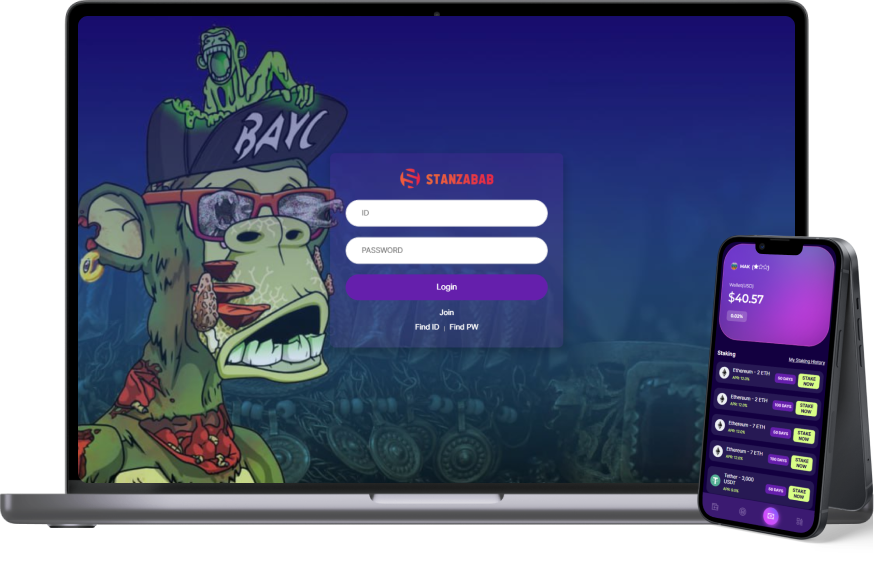 BAYC
STANZABAB
ID
PASSWORD
Login
Join
Find ID | Find PW
MAK (★✩✩)
Wallet(USD)
$40.57
0.02%
Staking
My Staking History
Ethereum - 2 ETH
APR 12.0%
50 DAYS
STAKE
NOW
Ethereum - 2 ETH
APR 12.0%
100 DAYS
STAKE
NOW
Ethereum - 7 ETH
APR 12.0%
50 DAYS
STAKE
NOW
Ethereum - 7 ETH
APR 12.0%
100 DAYS
STAKE
NOW
Tether - 3,000
USDT
APR 9.0%
50 DAYS
STAKE
NOW